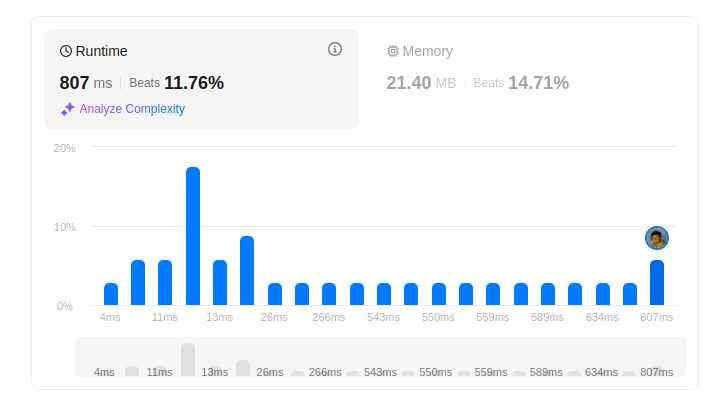 Runtime
807 ms Beats 11.76%
Analyze Complexity
Memory
21.40 MB Beats 14.71%
20%
10%
0%
4ms 11ms 13ms 26ms 266ms 543ms 550ms 559ms 589ms 634ms 807ms
4ms 11ms 13ms 26ms 266ms 543ms 550ms 559ms 589ms 634ms 807ms